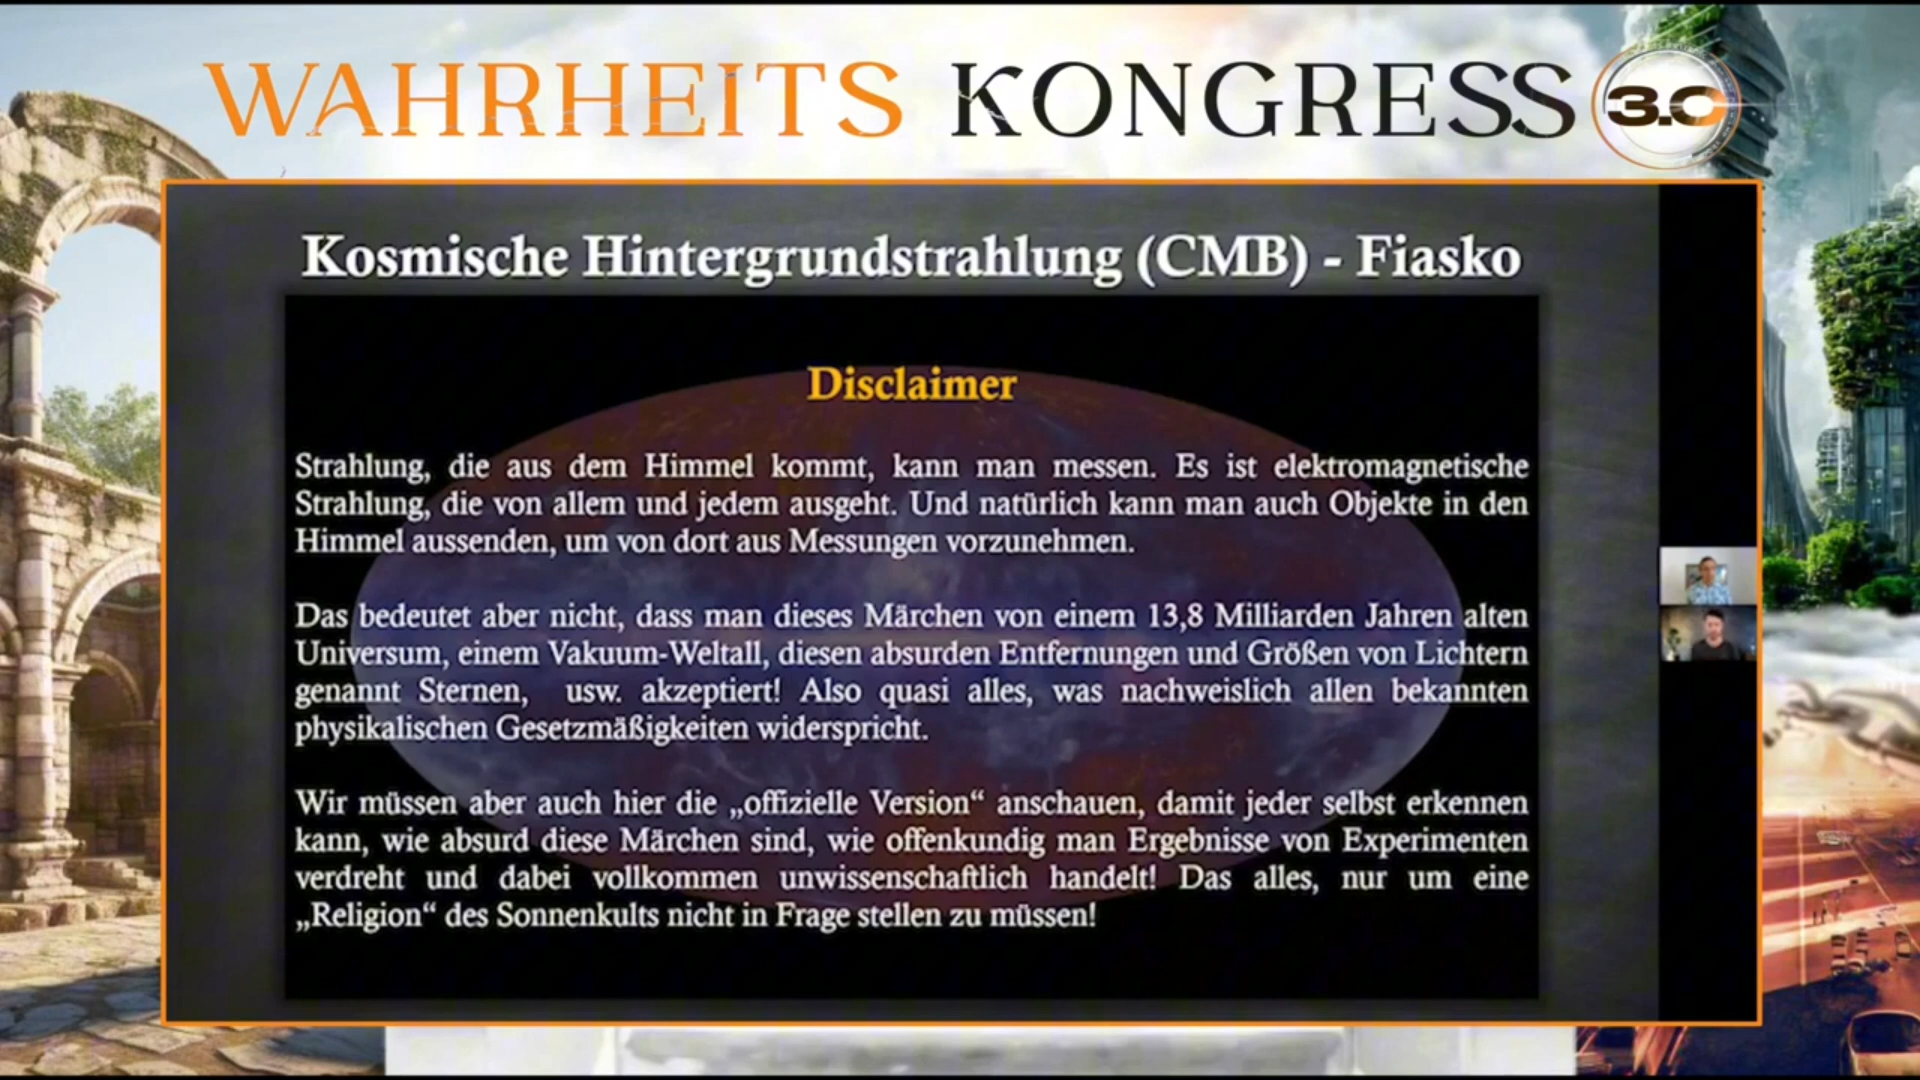 WAHRHEITS KONGRESS 3.0
Kosmische Hintergrundstrahlung (CMB) - Fiasko
Disclaimer
Strahlung, die aus dem Himmel kommt, kann man messen. Es ist elektromagnetische
Strahlung, die von allem und jedem ausgeht. Und natürlich kann man auch Objekte in den
Himmel aussenden, um von dort aus Messungen vorzunehmen.
Das bedeutet aber nicht, dass man dieses Märchen von einem 13,8 Milliarden Jahren alten
Universum, einem Vakuum-Weltall, diesen absurden Entfernungen und Größen von Lichtern
genannt Sternen, usw. akzeptiert! Also quasi alles, was nachweislich allen bekannten
physikalischen Gesetzmäßigkeiten widerspricht.
Wir müssen aber auch hier die „offizielle Version“ anschauen, damit jeder selbst erkennen
kann, wie absurd diese Märchen sind, wie offenkundig man Ergebnisse von Experimenten
verdreht und dabei vollkommen unwissenschaftlich handelt! Das alles, nur um eine
„Religion“ des Sonnenkults nicht in Frage stellen zu müssen!